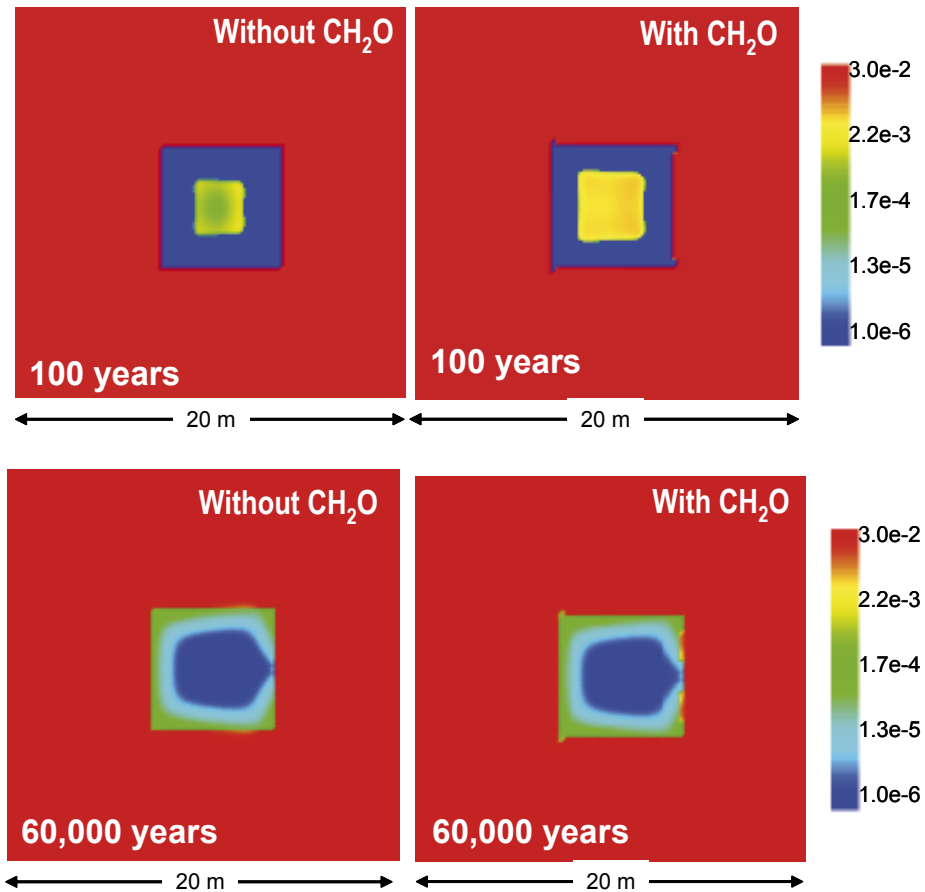 Without CH₂O
With CH₂O
3.0e-2
2.2e-3
1.7e-4
1.3e-5
1.0e-6
100 years
100 years
20 m
20 m
Without CH₂O
With CH₂O
3.0e-2
2.2e-3
1.7e-4
1.3e-5
1.0e-6
60,000 years
60,000 years
20 m
20 m